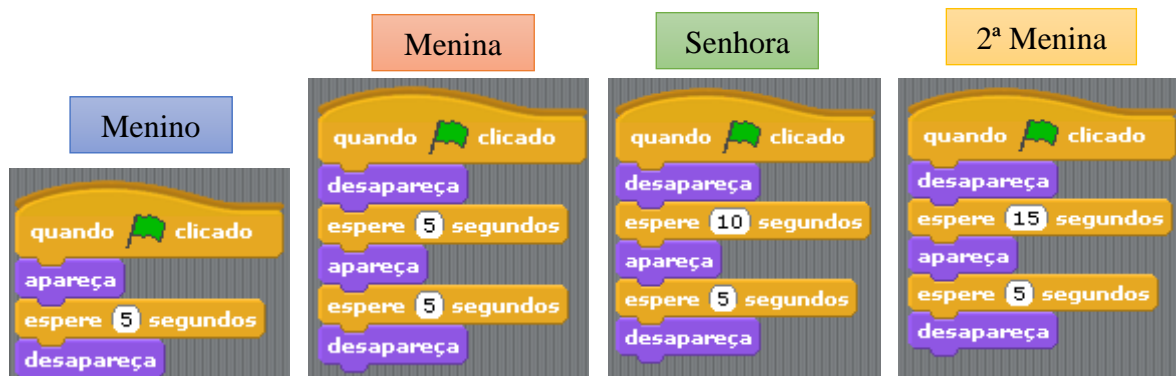 Menino
quando clicado
apareça
espere 5 segundos
desapareça
Menina
quando clicado
desapareça
espere 5 segundos
apareça
espere 5 segundos
desapareça
Senhora
quando clicado
desapareça
espere 10 segundos
apareça
espere 5 segundos
desapareça
2ª Menina
quando clicado
desapareça
espere 15 segundos
apareça
espere 5 segundos
desapareça